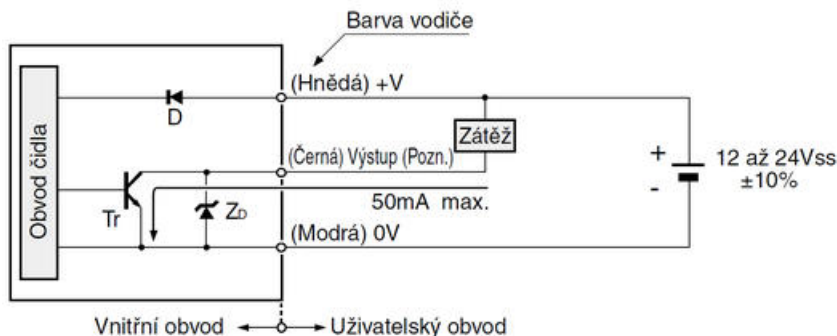 Barva vodiče
(Hnědá) +V
D
Obvod čidla
Zátěž
(Černá) Výstup (Pozn.)
+
12 až 24Vss
-
±10%
50mA max.
Tr
ZD
(Modrá) 0V
Vnitřní obvod
Uživatelský obvod